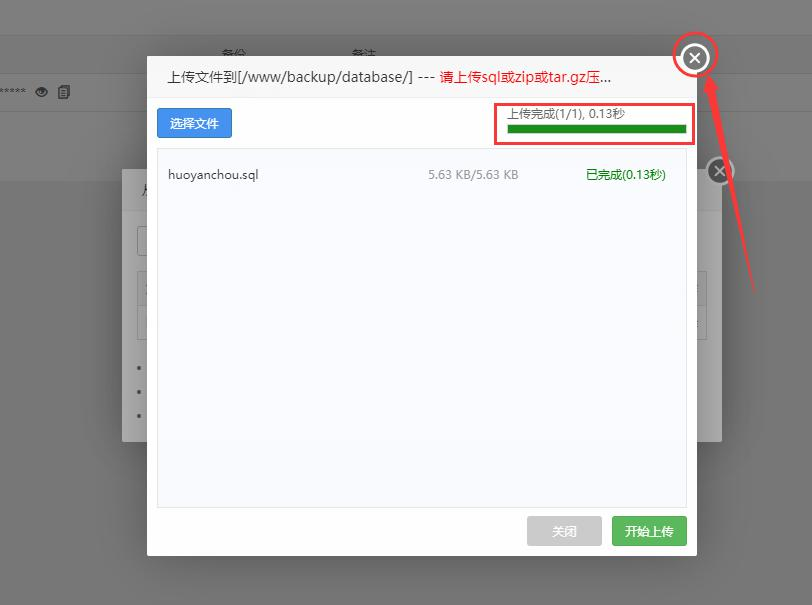 备份 备注
*****
上传文件到[/www/backup/database/] --- 请上传sql或zip或tar.gz压...
选择文件
上传完成(1/1), 0.13秒
huoyanchou.sql 5.63 KB/5.63 KB 已完成(0.13秒)
关闭 开始上传